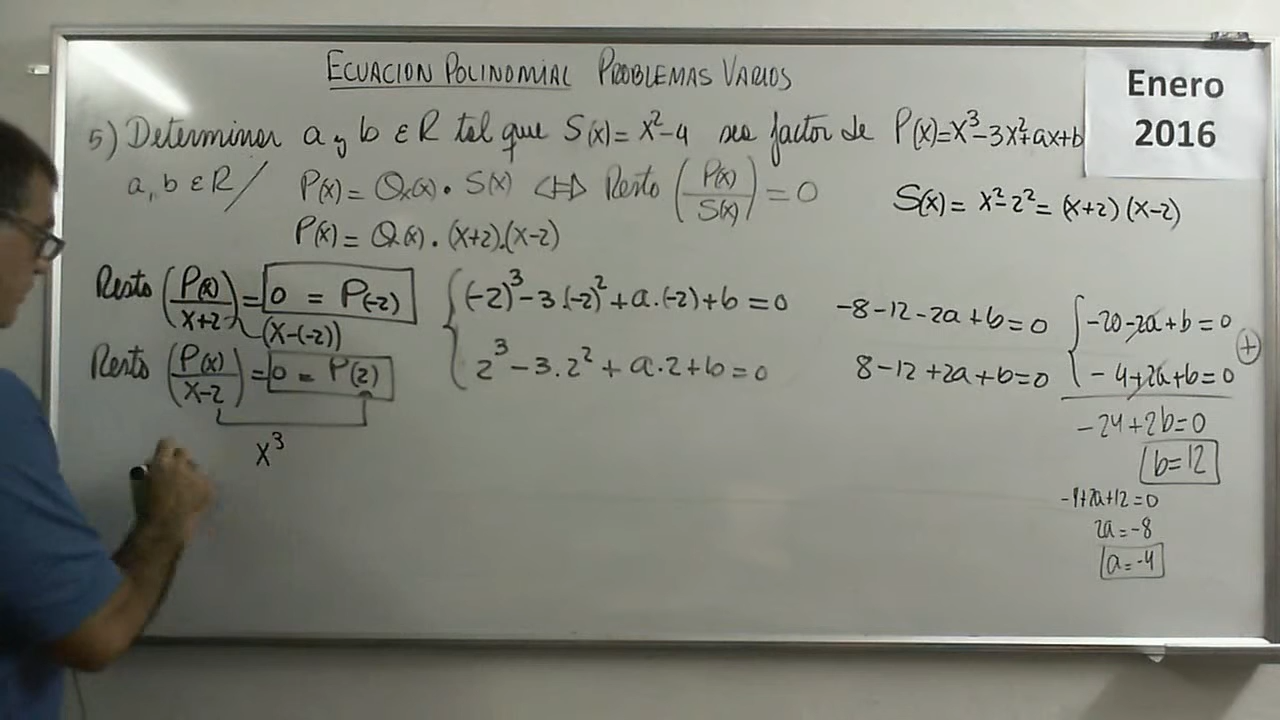 ECUACION POLINOMIAL PROBLEMAS VARIOS
Enero
2016
5) Determinar a y b ∈ R tal que S(x) = x²-4 sea factor de P(x)=x³-3x²+ax+b
a, b ∈ R / P(x) = Q(x) · S(x) ⇔ Resto (P(x)/S(x)) = 0
S(x) = x²-2² = (x+2)(x-2)
P(x) = Q(x) · (x+2).(x-2)
Resto (P(x)/x+2) = 0 = P(-2)
(x-(-2))
Resto (P(x)/x-2) = 0 = P(2)
x³
(-2)³-3.(-2)²+a.(-2)+b=0
2³-3.2²+a.2+b=0
-8-12-2a+b=0
8-12+2a+b=0
-20-2a+b=0
-4+2a+b=0
+
-24+2b=0
b=12
-4+2a+12=0
2a=-8
a=-4